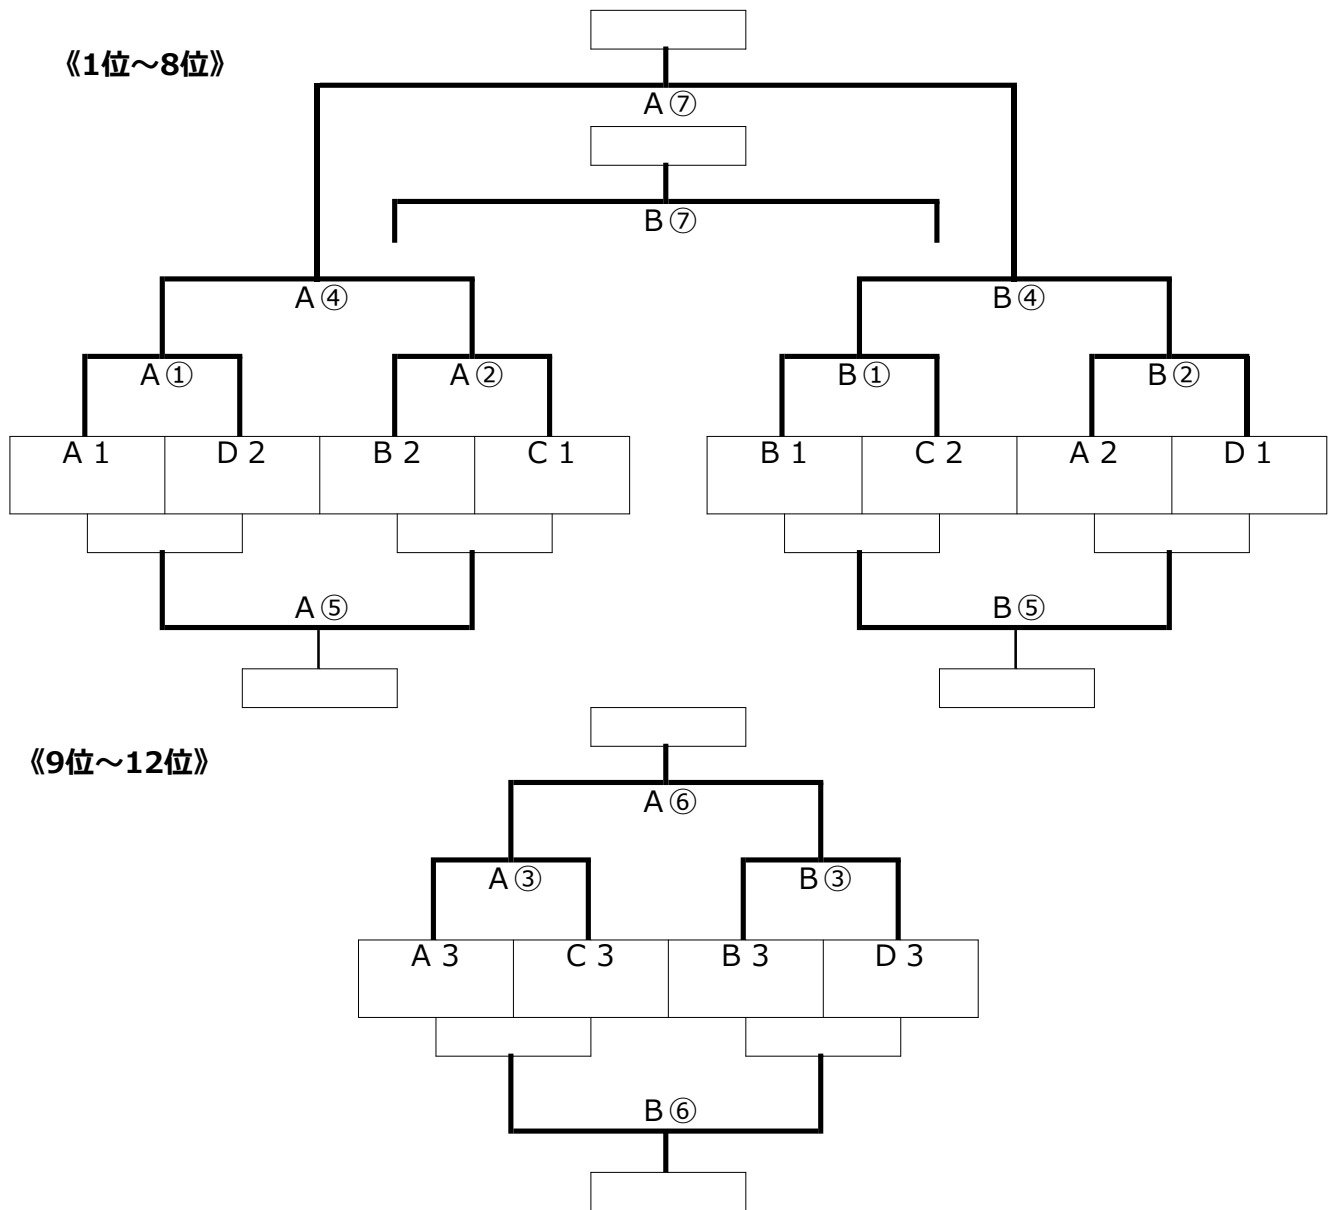 《1位～8位》
A⑦
B⑦
A④ B④
A① A② B① B②
A 1 D 2 B 2 C 1 B 1 C 2 A 2 D 1
A⑤ B⑤
《9位～12位》
A⑥
A③ B③
A 3 C 3 B 3 D 3
B⑥